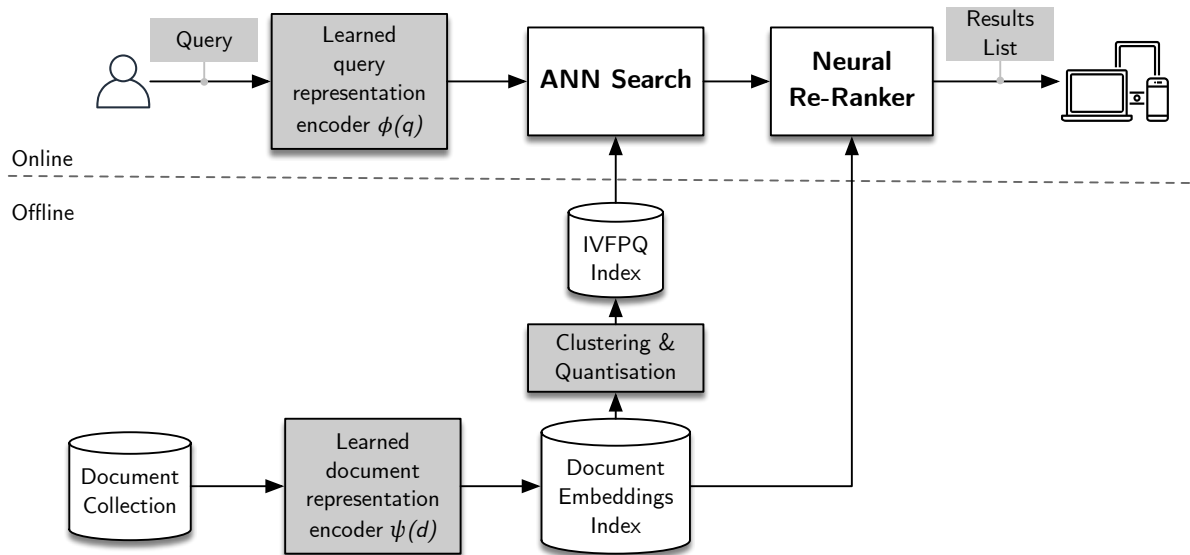 Query
Learned
query
representation
encoder ϕ(q)
ANN Search
Neural
Re-Ranker
Results
List
Online
Offline
IVFPQ
Index
Clustering &
Quantisation
Document
Collection
Learned
document
representation
encoder ψ(d)
Document
Embeddings
Index